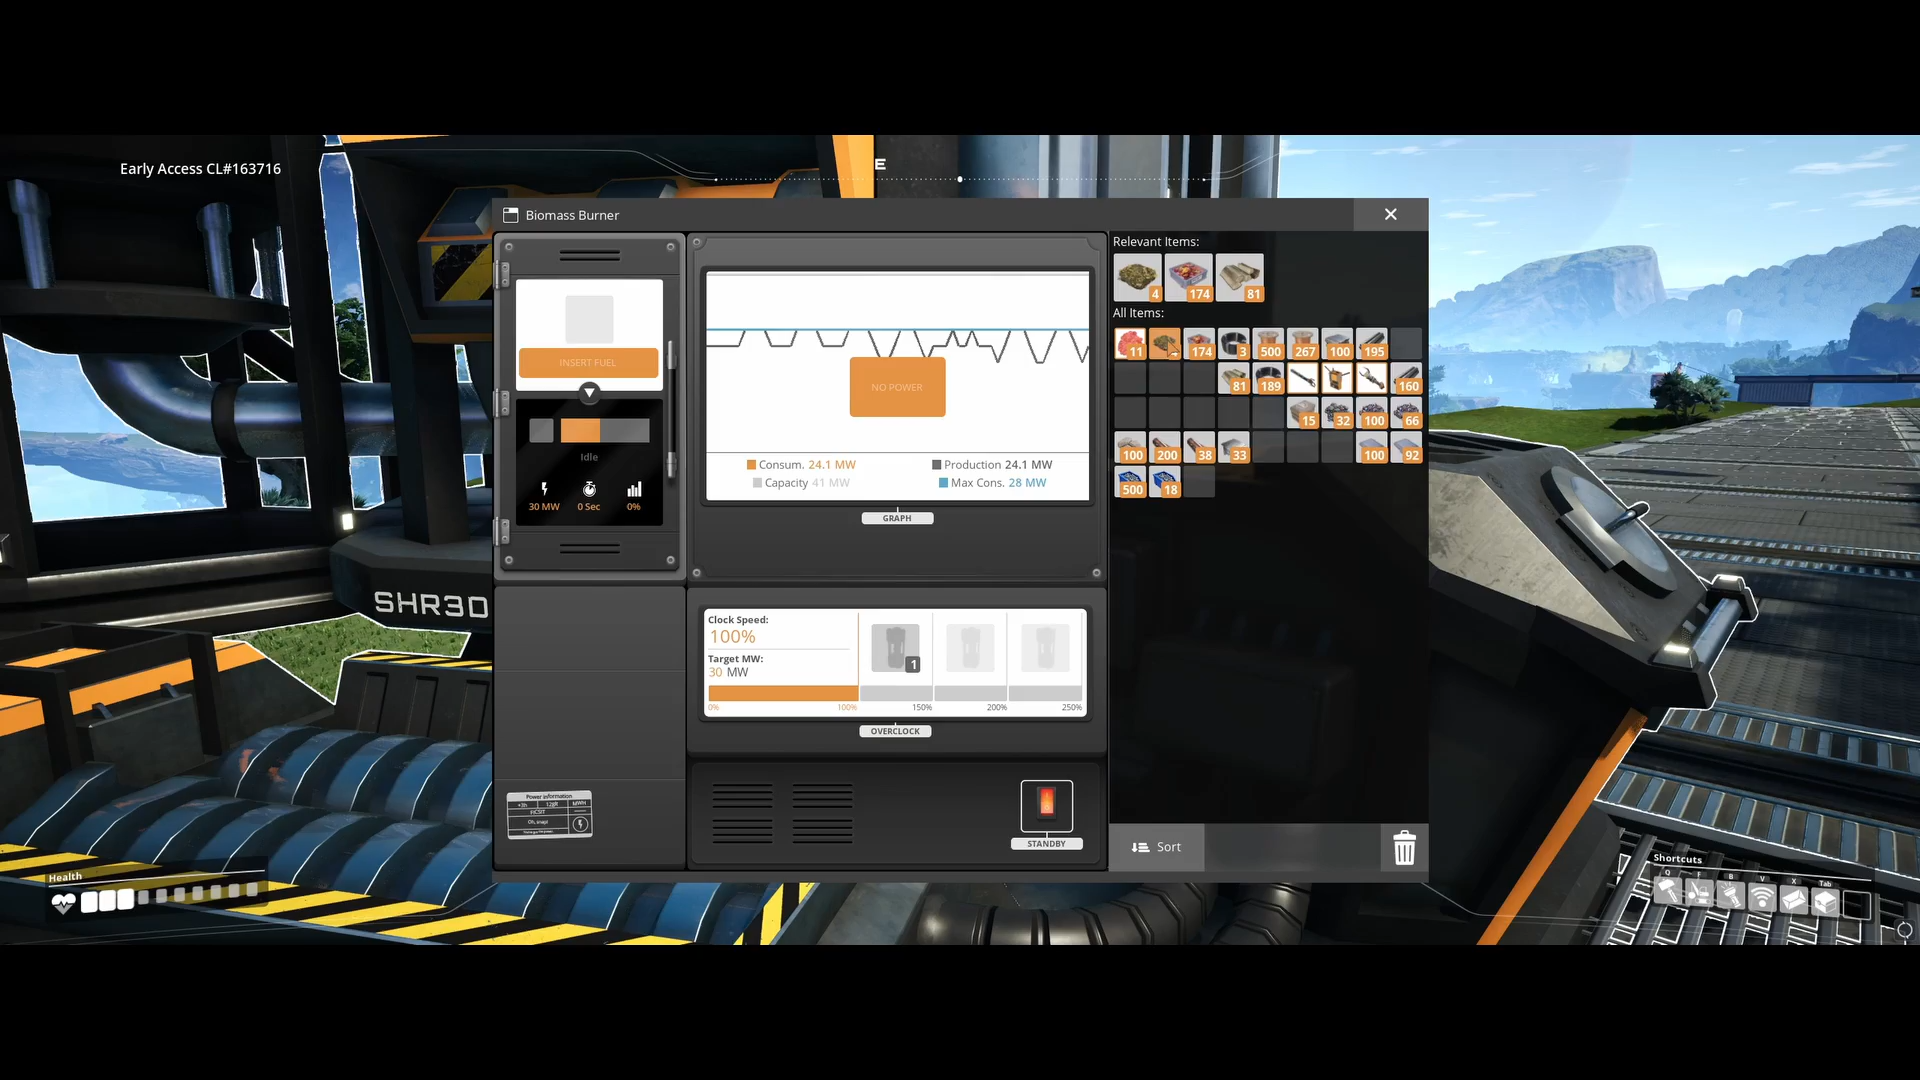 E
Early Access CL#163716
Biomass Burner
Relevant Items:
4
174
81
All Items:
11
174
3
500
267
100
195
81
189
160
15
32
100
66
100
200
38
33
100
92
500
18
INSERT FUEL
Idle
30 MW
0 Sec
0%
NO POWER
Consum. 24.1 MW
Production 24.1 MW
Capacity 41 MW
Max Cons. 28 MW
GRAPH
SHR3D
Clock Speed:
100%
Target MW:
30 MW
1
0%
100%
150%
200%
250%
OVERCLOCK
Power Information
STANDBY
Sort
Health
Shortcuts
Q
F
B
V
X
Tab